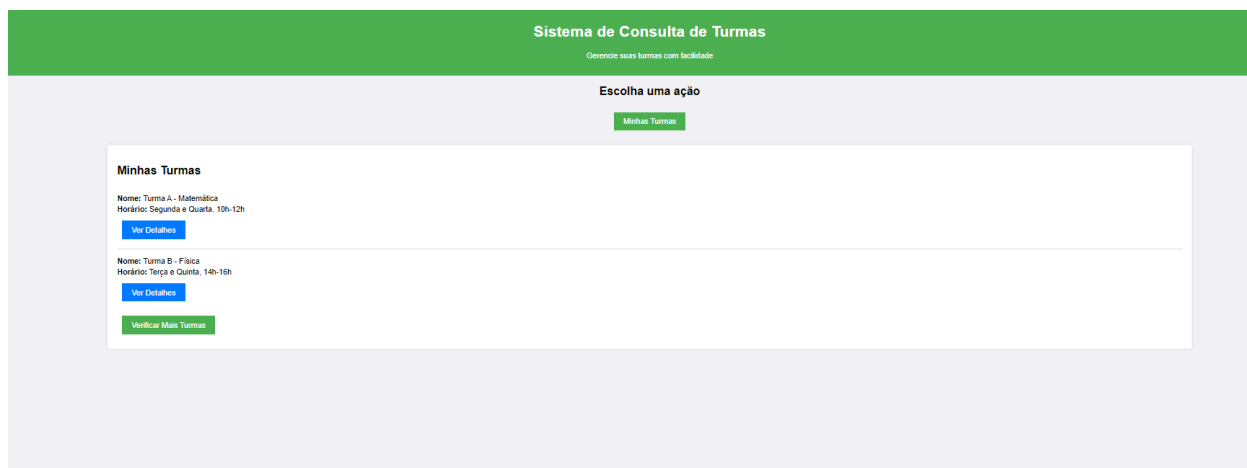 Sistema de Consulta de Turmas
Gerencie suas turmas com facilidade
Escolha uma ação
Minhas Turmas
Minhas Turmas
Nome: Turma A - Matemática
Horário: Segunda e Quarta, 10h-12h
Ver Detalhes
Nome: Turma B - Física
Horário: Terça e Quinta, 14h-16h
Ver Detalhes
Verificar Mais Turmas